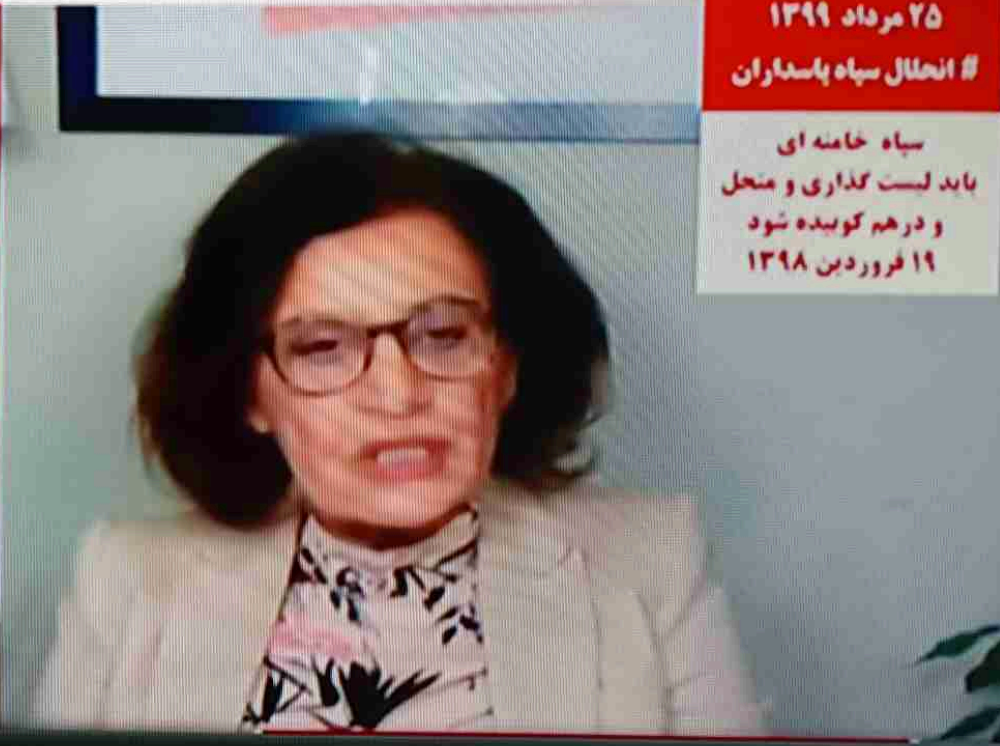 ۲۵ مرداد ۱۳۹۹
# انحلال سپاه پاسداران
سپاه خامنه ای
باید لیست گذاری و منحل
و درهم کوبیده شود
۱۹ فروردین ۱۳۹۸